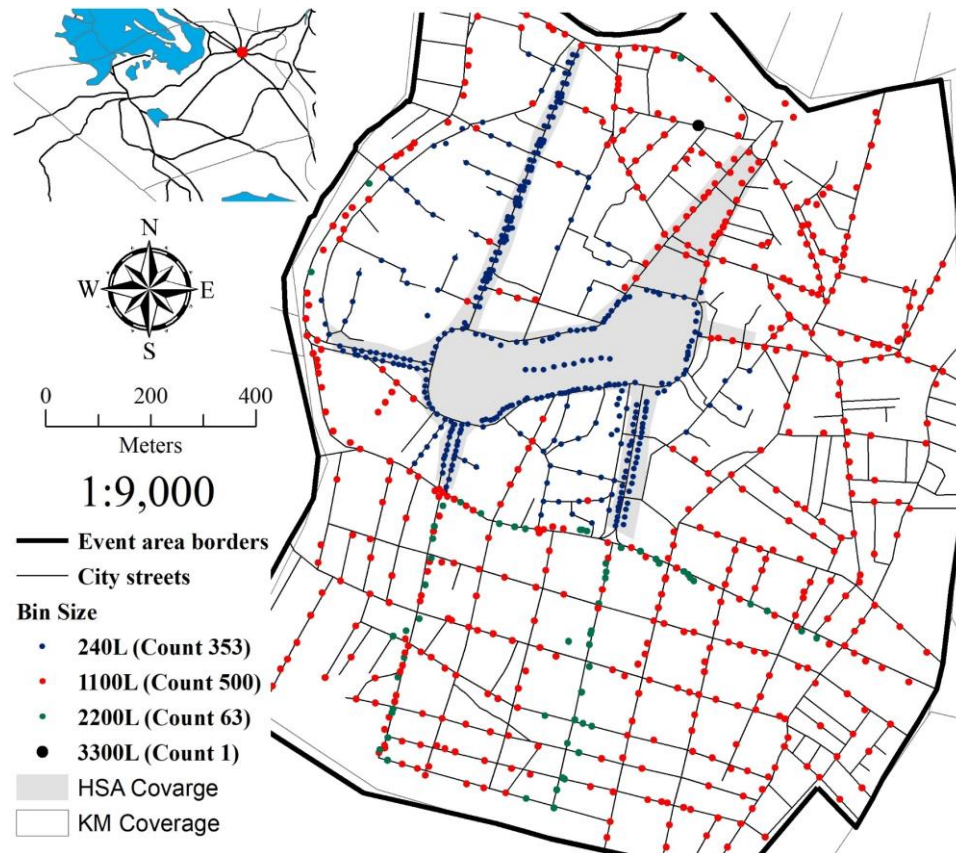 N
W E
S
0 200 400
Meters
1:9,000
Event area borders
City streets
Bin Size
240L (Count 353)
1100L (Count 500)
2200L (Count 63)
3300L (Count 1)
HSA Covarge
KM Coverage